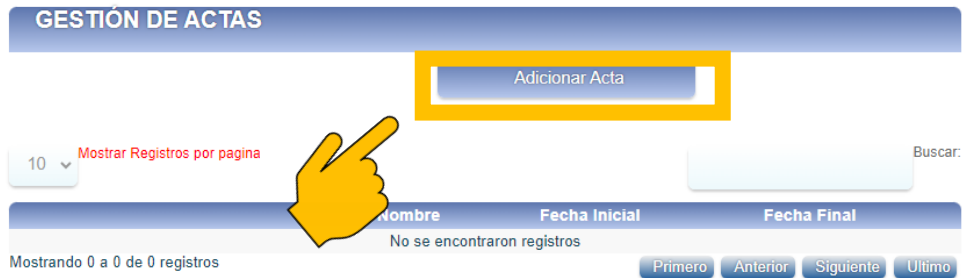 GESTIÓN DE ACTAS
Adicionar Acta
10 Mostrar Registros por pagina Buscar:
Nombre Fecha Inicial Fecha Final
No se encontraron registros
Mostrando 0 a 0 de 0 registros Primero Anterior Siguiente Ultimo